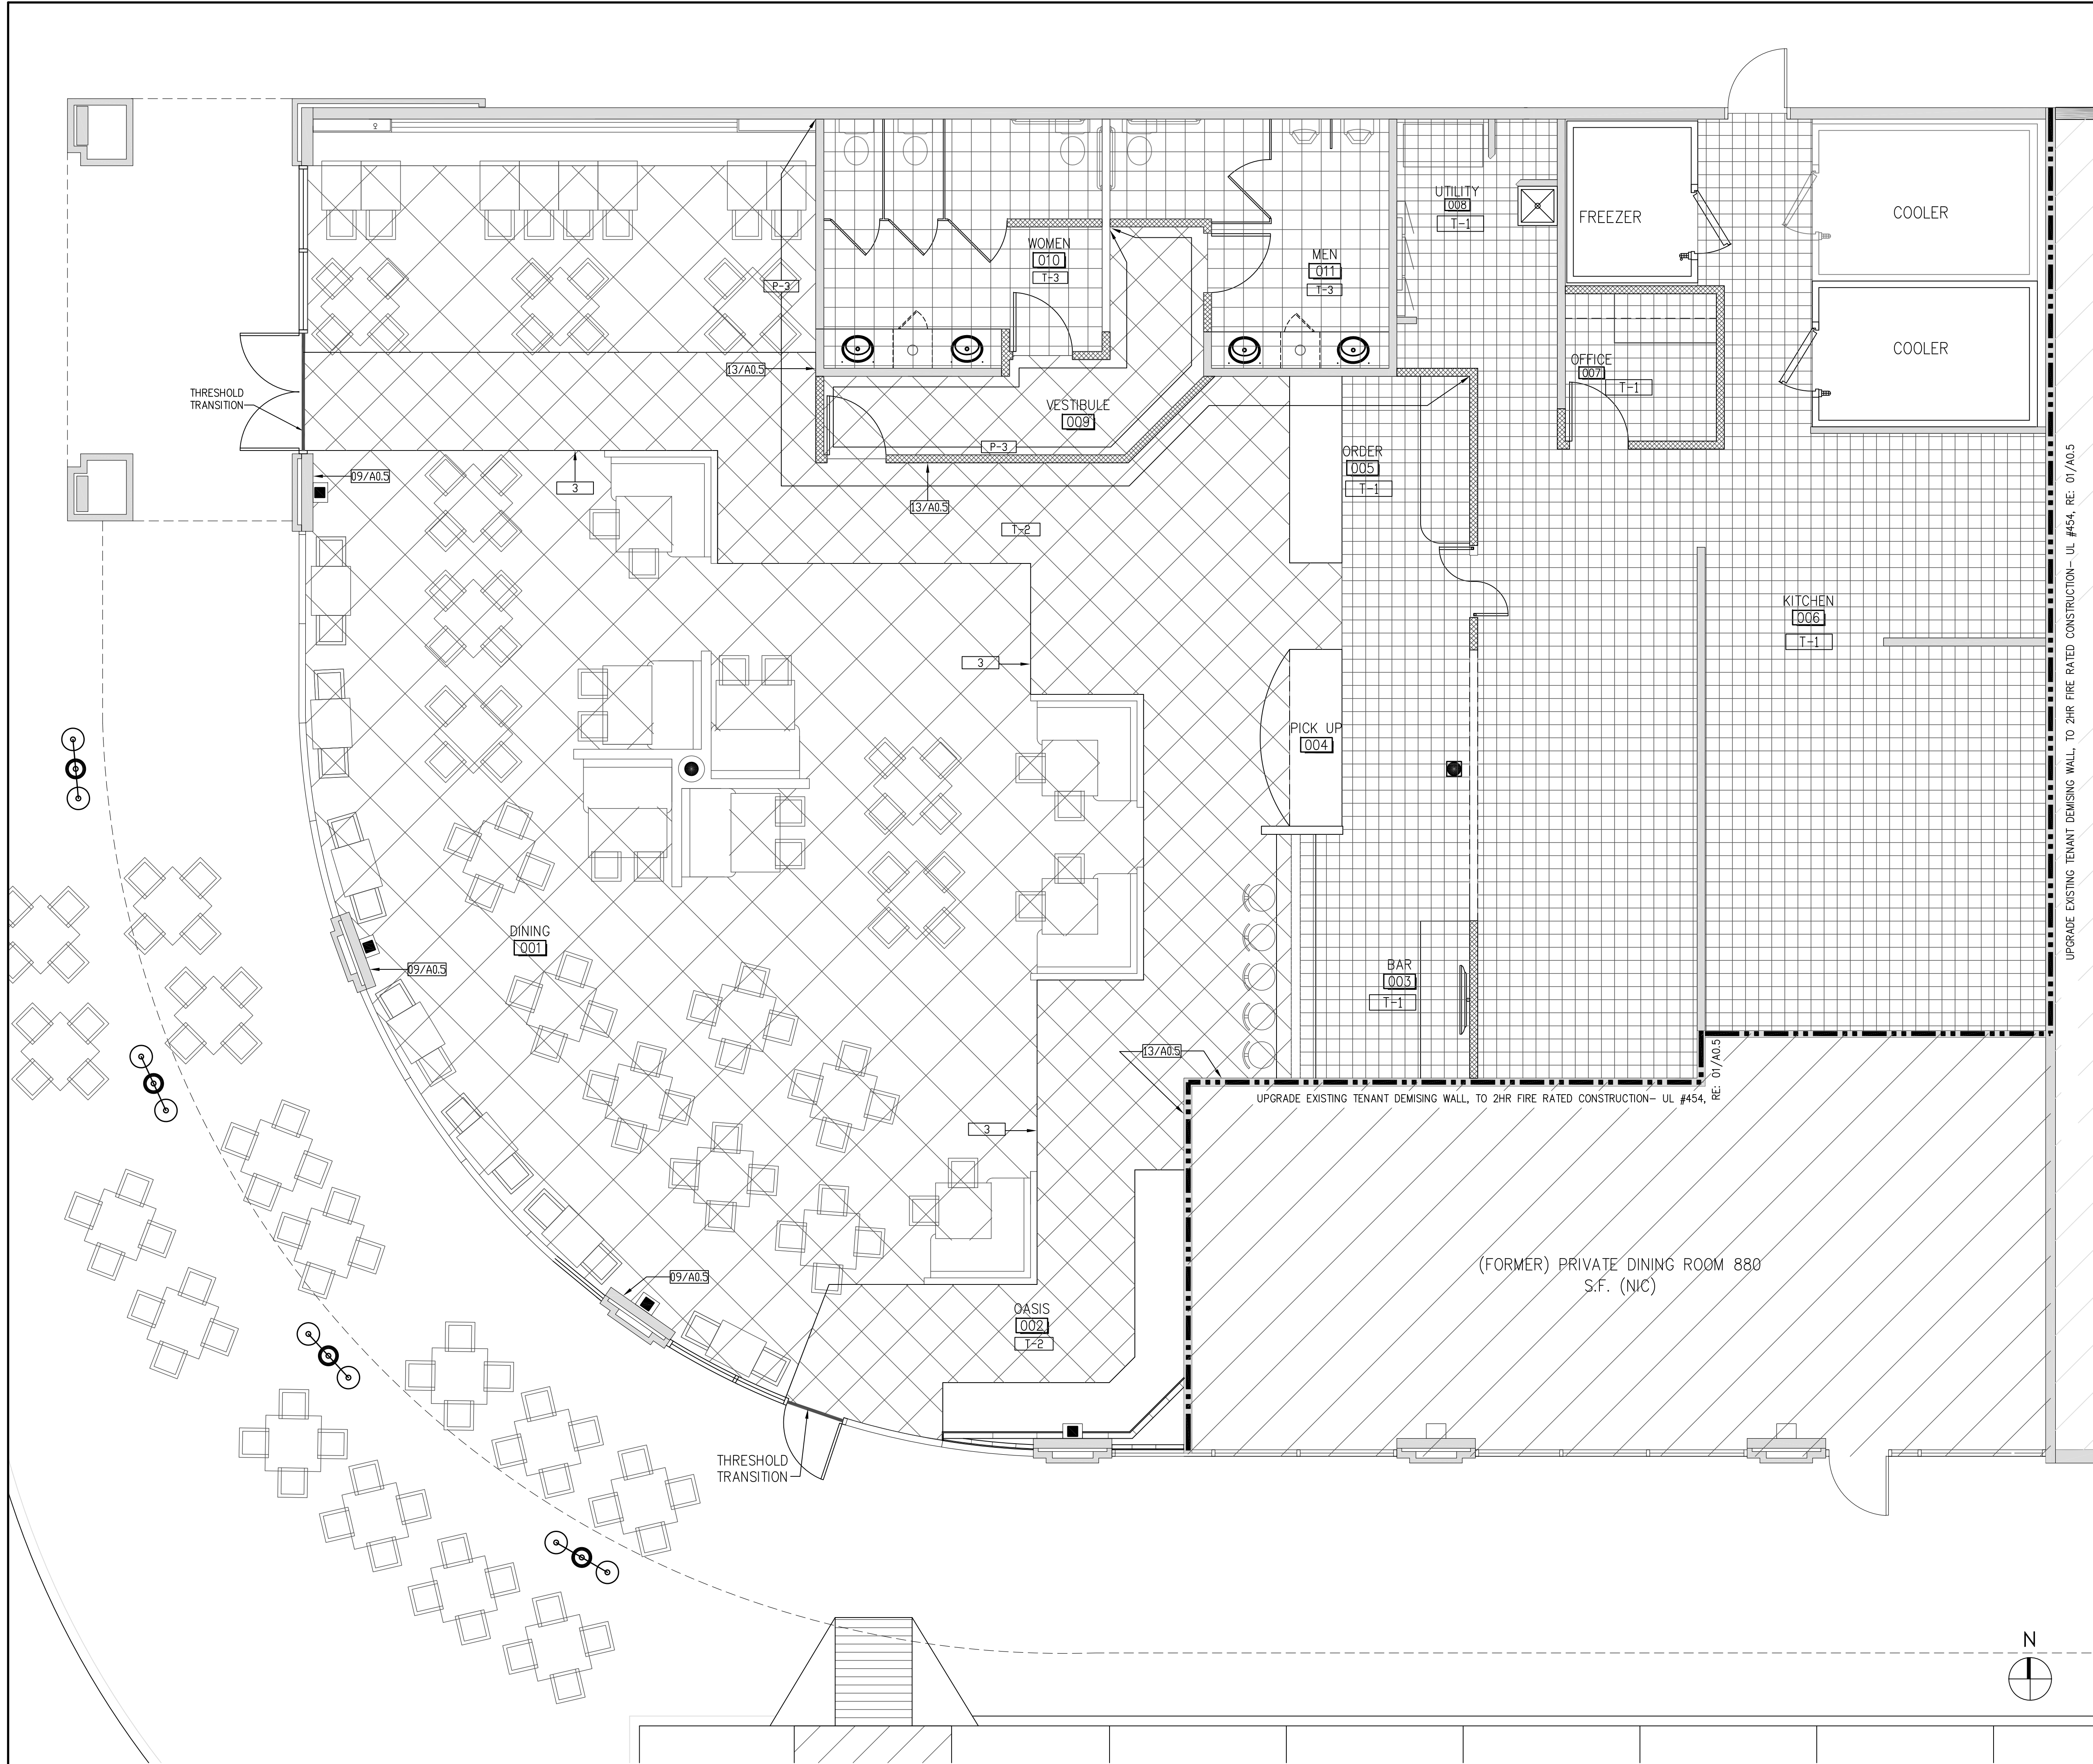 UTILITY
008
T-1
FREEZER
COOLER
WOMEN
010
T-3
MEN
011
T-3
P-3
COOLER
OFFICE
007
T-1
13/A0.5
THRESHOLD
TRANSITION
VESTIBULE
009
P-3
ORDER
005
T-1
09/A0.5
3
13/A0.5
T-2
UPGRADE EXISTING TENANT DEMISING WALL, TO 2HR FIRE RATED CONSTRUCTION- UL #454, RE: 01/A0.5
KITCHEN
006
T-1
3
PICK UP
004
DINING
001
09/A0.5
BAR
003
T-1
13/A0.5
UPGRADE EXISTING TENANT DEMISING WALL, TO 2HR FIRE RATED CONSTRUCTION- UL #454,
RE: 01/A0.5
3
(FORMER) PRIVATE DINING ROOM 880
S.F. (NIC)
09/A0.5
OASIS
002
T-2
THRESHOLD
TRANSITION
N